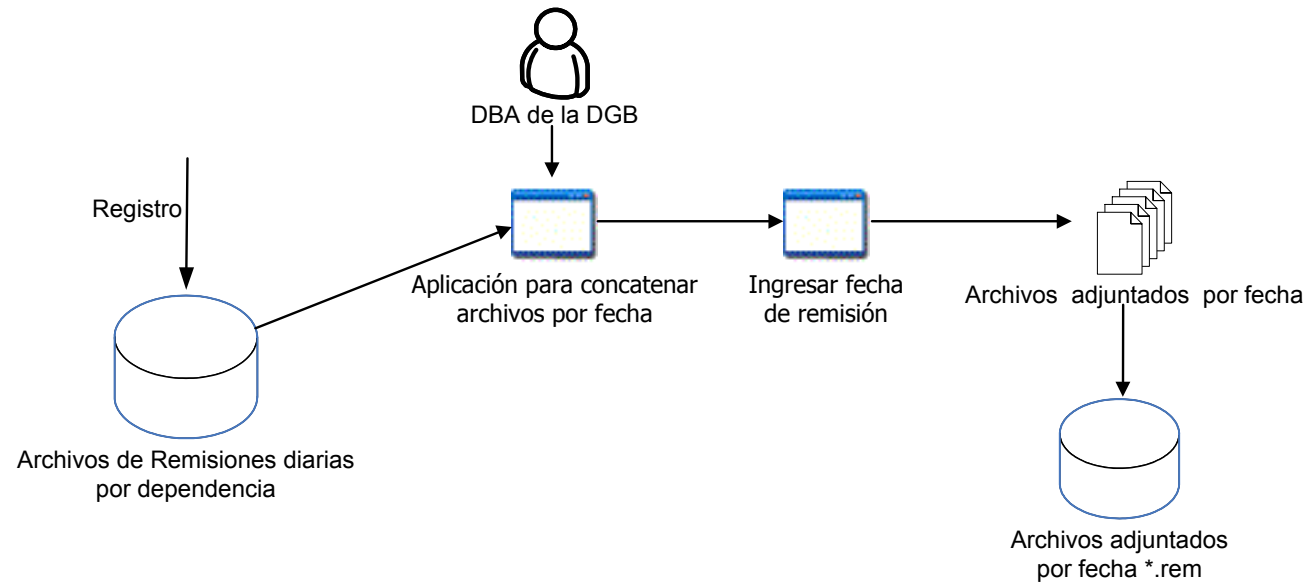 DBA de la DGB
Registro
Aplicación para concatenar
archivos por fecha
Ingresar fecha
de remisión
Archivos adjuntados por fecha
Archivos de Remisiones diarias
por dependencia
Archivos adjuntados
por fecha *.rem